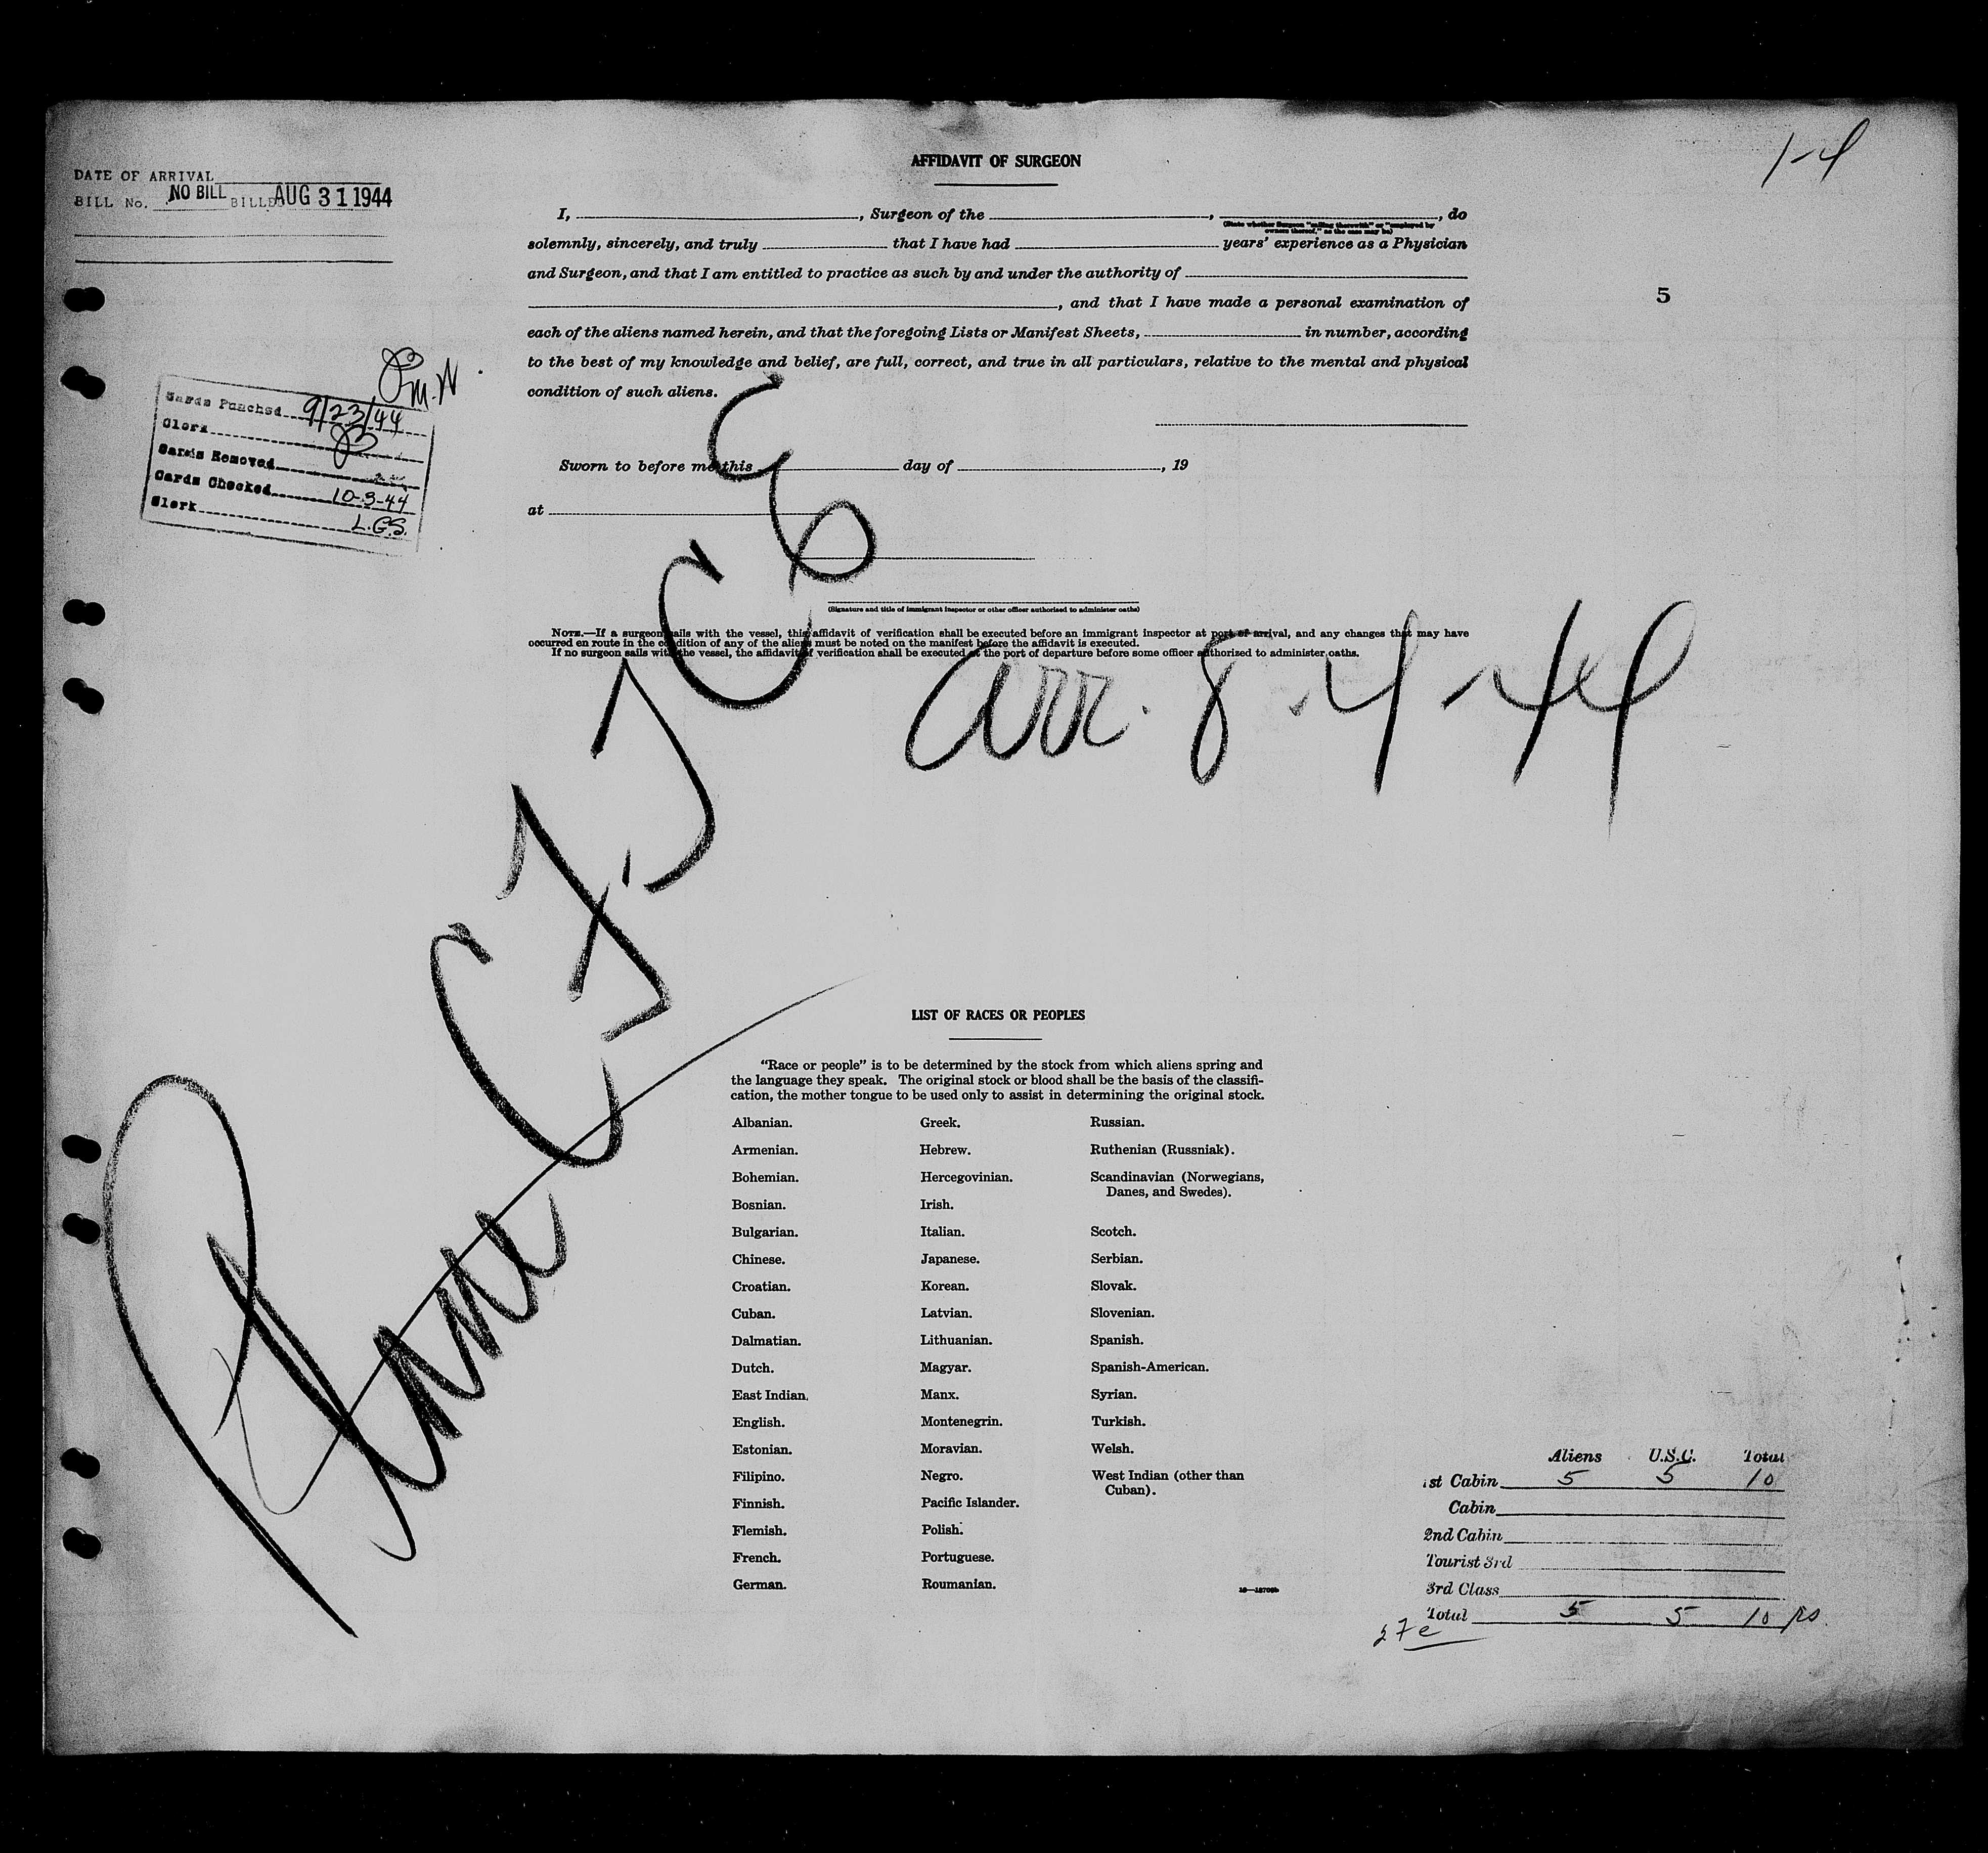 1-4
AFFIDAVIT OF SURGEON
DATE OF ARRIVAL
BILL No. NO BILL BILLED AUG 31 1944
I, , Surgeon of the , , do
(State whether Surgeon "sailing therewith" or "employed by
owners thereof," as the case may be)
solemnly, sincerely, and truly that I have had years' experience as a Physician
and Surgeon, and that I am entitled to practice as such by and under the authority of
, and that I have made a personal examination of
5
each of the aliens named herein, and that the foregoing Lists or Manifest Sheets, in number, according
to the best of my knowledge and belief, are full, correct, and true in all particulars, relative to the mental and physical
condition of such aliens.
Cards Punched 9/23/44
Clerk
Cards Removed
Cards Checked 10-3-44
Clerk L.G.S.
Sworn to before me this day of , 19
at
(Signature and title of immigrant inspector or other officer authorized to administer oaths)
NOTE.—If a surgeon sails with the vessel, this affidavit of verification shall be executed before an immigrant inspector at port of arrival, and any changes that may have
occurred en route in the condition of any of the aliens must be noted on the manifest before the affidavit is executed.
If no surgeon sails with the vessel, the affidavit of verification shall be executed at the port of departure before some officer authorized to administer oaths.
arr. 8-4-44
Plane
LIST OF RACES OR PEOPLES
"Race or people" is to be determined by the stock from which aliens spring and
the language they speak. The original stock or blood shall be the basis of the classifi-
cation, the mother tongue to be used only to assist in determining the original stock.
Albanian.
Armenian.
Bohemian.
Bosnian.
Bulgarian.
Chinese.
Croatian.
Cuban.
Dalmatian.
Dutch.
East Indian.
English.
Estonian.
Filipino.
Finnish.
Flemish.
French.
German.
Greek.
Hebrew.
Hercegovinian.
Irish.
Italian.
Japanese.
Korean.
Latvian.
Lithuanian.
Magyar.
Manx.
Montenegrin.
Moravian.
Negro.
Pacific Islander.
Polish.
Portuguese.
Roumanian.
Russian.
Ruthenian (Russniak).
Scandinavian (Norwegians,
Danes, and Swedes).
Scotch.
Serbian.
Slovak.
Slovenian.
Spanish.
Spanish-American.
Syrian.
Turkish.
Welsh.
West Indian (other than
Cuban).
Aliens U.S.C. Total
1st Cabin 5 5 10
Cabin
2nd Cabin
Tourist 3rd
3rd Class
Total 5 5 10